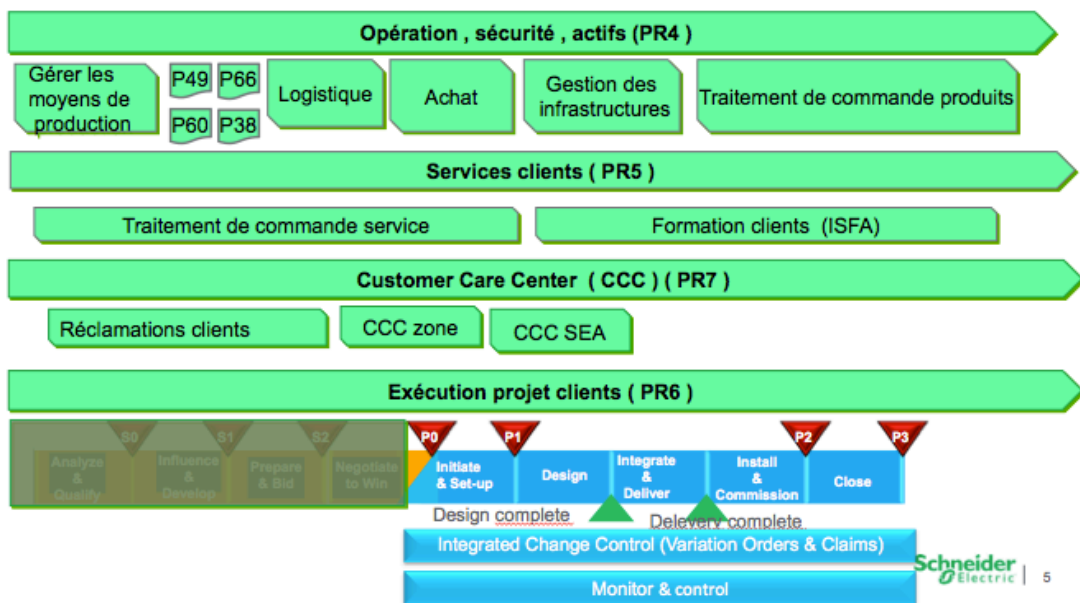 Opération , sécurité , actifs (PR4 )
Gérer les
moyens de
production
P49 P66
P60 P38
Logistique
Achat
Gestion des
infrastructures
Traitement de commande produits
Services clients ( PR5 )
Traitement de commande service
Formation clients (ISFA)
Customer Care Center ( CCC ) ( PR7 )
Réclamations clients
CCC zone
CCC SEA
Exécution projet clients ( PR6 )
S0 S1 S2 P0 P1 P2 P3
Analyze
&
Qualify
Influence
&
Develop
Prepare
& Bid
Negotiate
to Win
Initiate
& Set-up
Design
Integrate
&
Deliver
Install
&
Commission
Close
Design complete
Delevery complete
Integrated Change Control (Variation Orders & Claims)
Monitor & control
Schneider
Electric
5